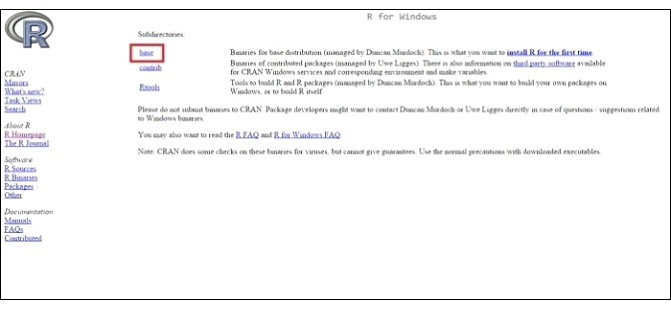 R for Windows
R
Subdirectories:
base Binaries for base distribution (managed by Duncan Murdoch). This is what you want to install R for the first time.
contrib Binaries of contributed packages (managed by Uwe Ligges). There is also information on third party software available
for CRAN Windows services and corresponding environment and make variables.
Rtools Tools to build R and R packages (managed by Duncan Murdoch). This is what you want to build your own packages on
Windows, or to build R itself.
Please do not submit binaries to CRAN. Package developers might want to contact Duncan Murdoch or Uwe Ligges directly in case of questions / suggestions related
to Windows binaries.
You may also want to read the R FAQ and R for Windows FAQ.
Note: CRAN does some checks on these binaries for viruses, but cannot give guarantees. Use the normal precautions with downloaded executables.
CRAN
Mirrors
What's new?
Task Views
Search
About R
R Homepage
The R Journal
Software
R Sources
R Binaries
Packages
Other
Documentation
Manuals
FAQs
Contributed